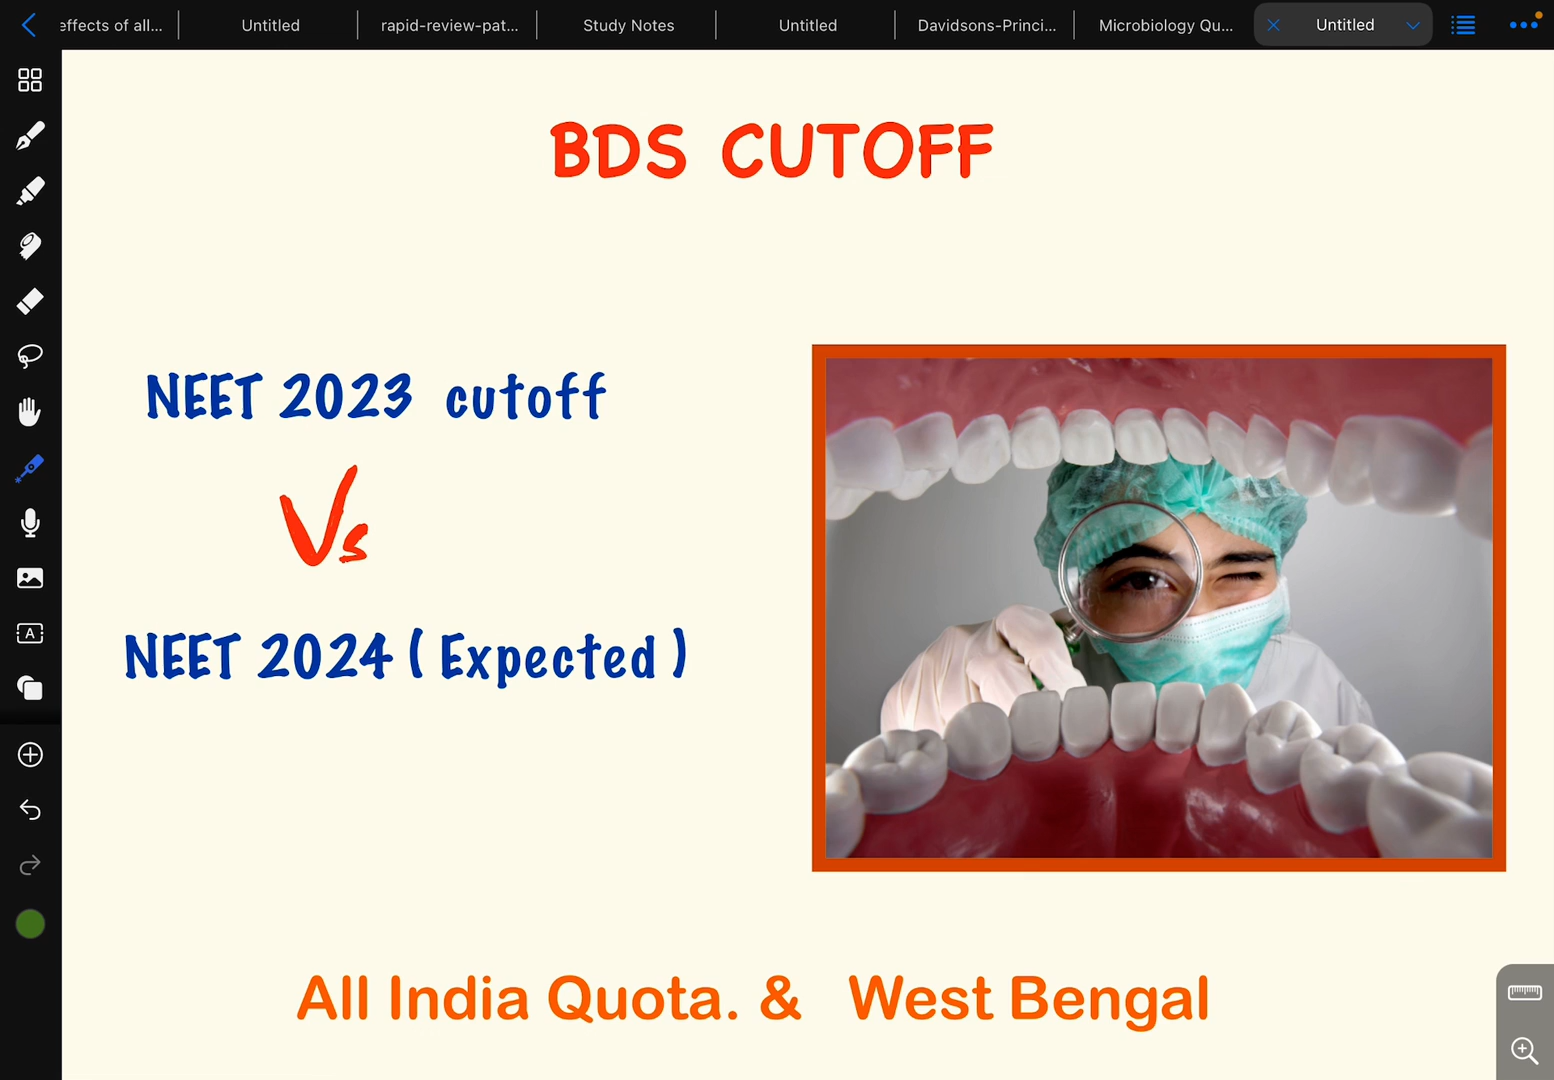 effects of all...
Untitled
rapid-review-pat...
Study Notes
Untitled
Davidsons-Princi...
Microbiology Qu...
Untitled
BDS CUTOFF
NEET 2023 cutoff
Vs
NEET 2024 ( Expected )
All India Quota. & West Bengal